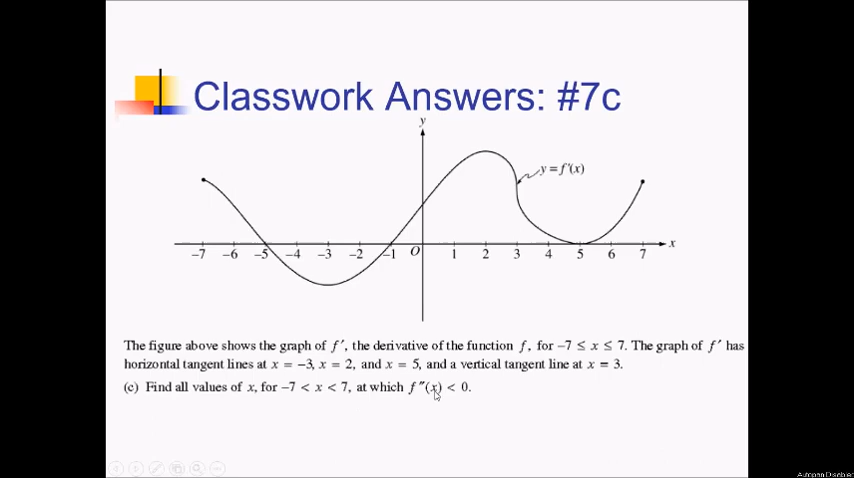 Classwork Answers: #7c
y
y = f'(x)
x
–7 –6 –5 –4 –3 –2 –1 O 1 2 3 4 5 6 7
The figure above shows the graph of f ′, the derivative of the function f, for –7 ≤ x ≤ 7. The graph of f ′ has
horizontal tangent lines at x = –3, x = 2, and x = 5, and a vertical tangent line at x = 3.
(c) Find all values of x, for –7 < x < 7, at which f ″(x) < 0.